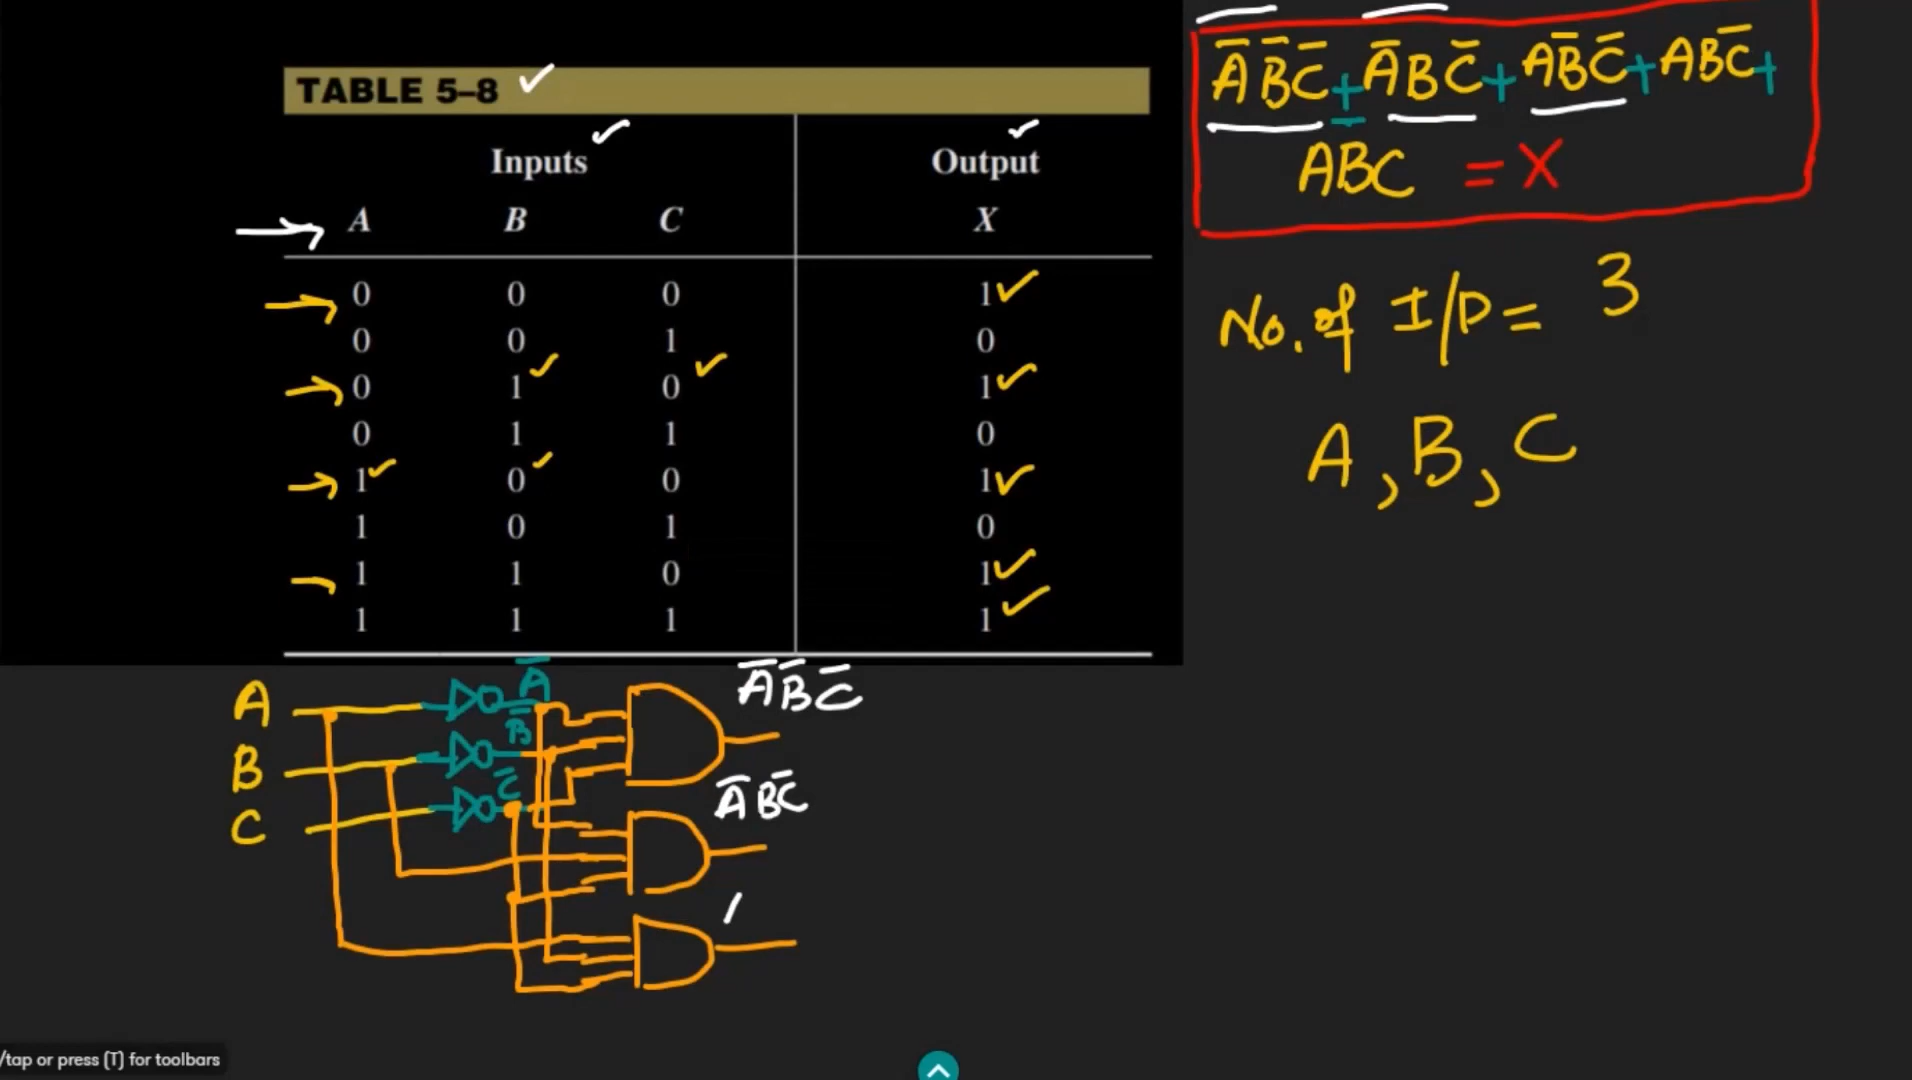 TABLE 5–8
Inputs Output
A B C X
0 0 0 1
0 0 1 0
0 1 0 1
0 1 1 0
1 0 0 1
1 0 1 0
1 1 0 1
1 1 1 1
A̅B̅C̅ + A̅BC̅ + AB̅C̅ + ABC̅ +
ABC = X
No. of I/P = 3
A, B, C
A
B
C
A̅
B̅
C̅
A̅B̅C̅
A̅BC̅
/tap or press (T) for toolbars